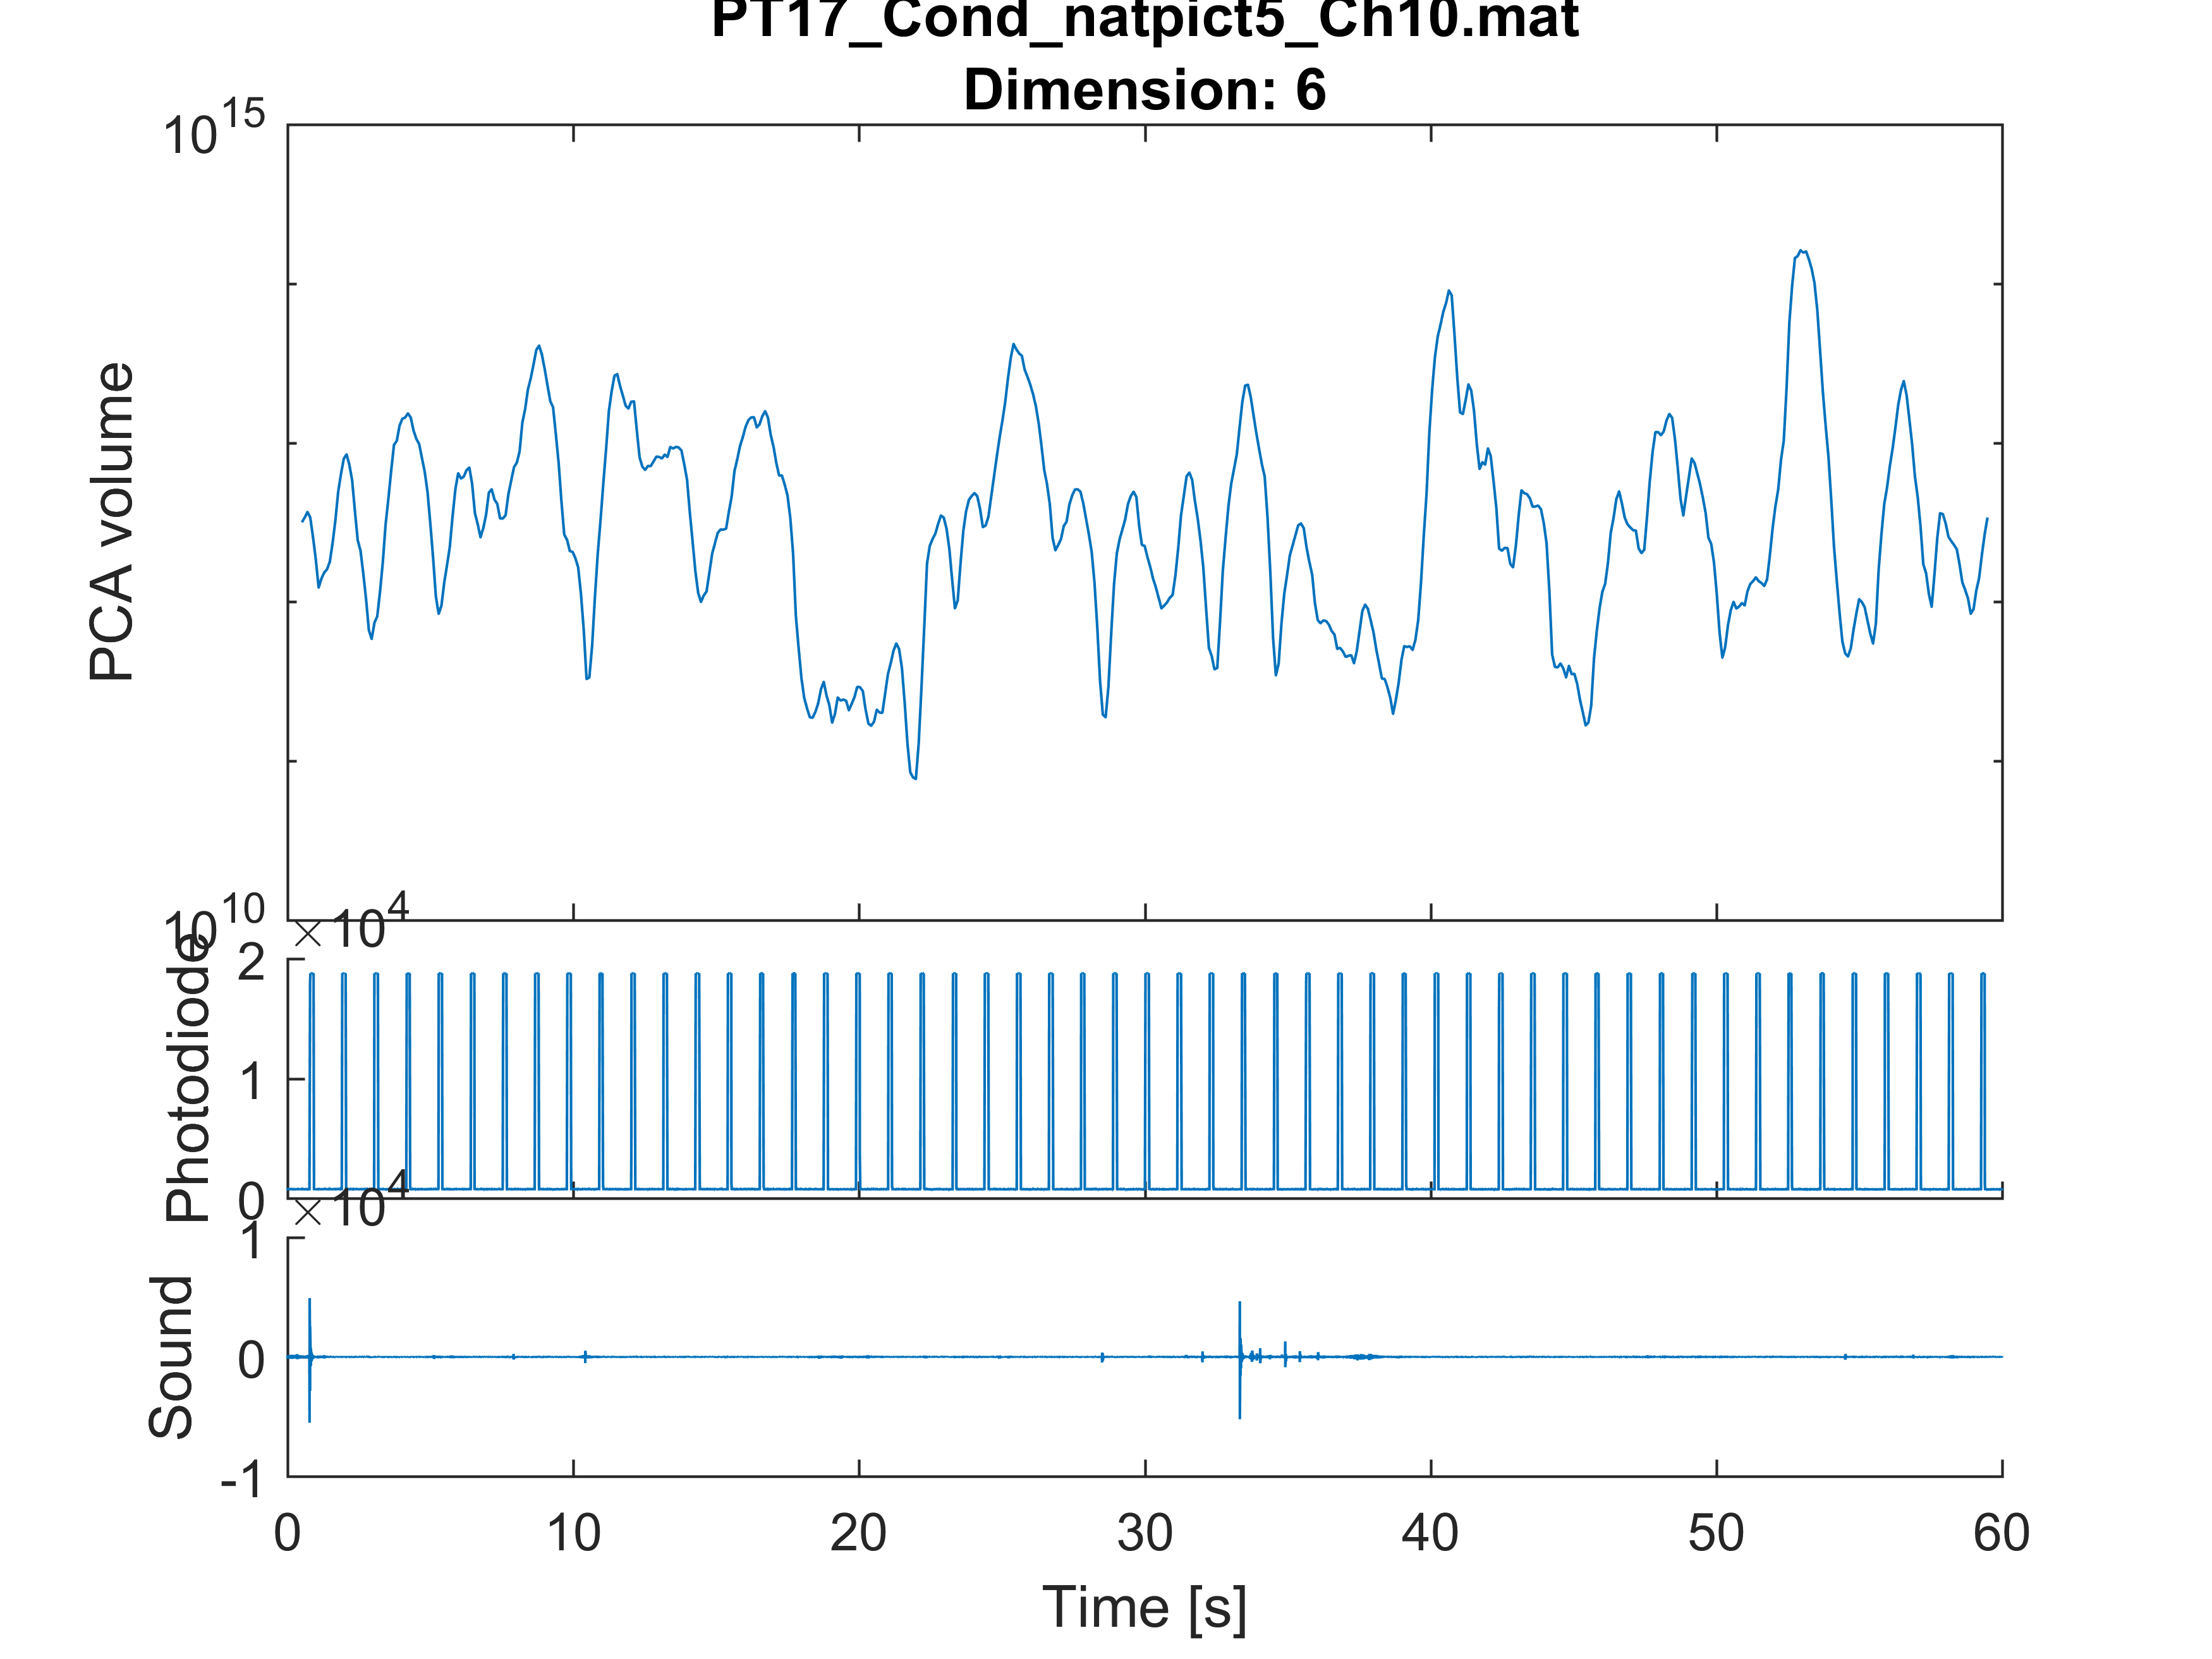 PT17_Cond_natpict5_Ch10.mat
Dimension: 6
10^15
PCA volume
10^10
×10^4
2
1
0
Photodiode
×10^4
1
0
-1
Sound
0 10 20 30 40 50 60
Time [s]